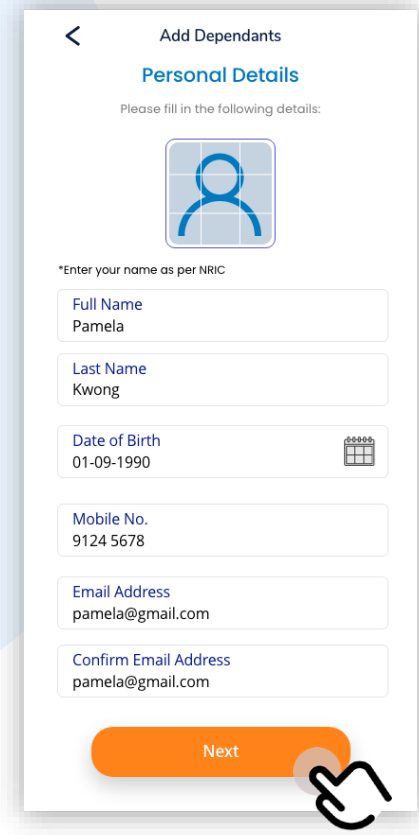 Add Dependants
Personal Details
Please fill in the following details:
*Enter your name as per NRIC
Full Name
Pamela
Last Name
Kwong
Date of Birth
01-09-1990
Mobile No.
9124 5678
Email Address
pamela@gmail.com
Confirm Email Address
pamela@gmail.com
Next